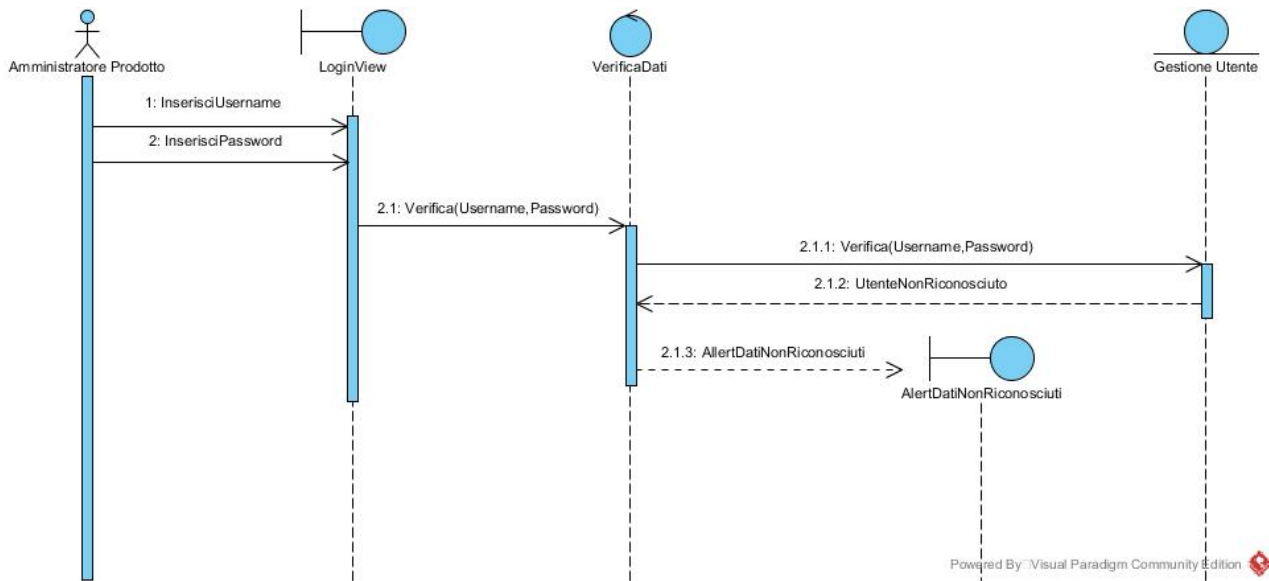 Amministratore Prodotto
LoginView
VerificaDati
Gestione Utente
1: InserisciUsername
2: InserisciPassword
2.1: Verifica(Username,Password)
2.1.1: Verifica(Username,Password)
2.1.2: UtenteNonRiconosciuto
2.1.3: AllertDatiNonRiconosciuti
AlertDatiNonRiconosciuti
Powered By Visual Paradigm Community Edition